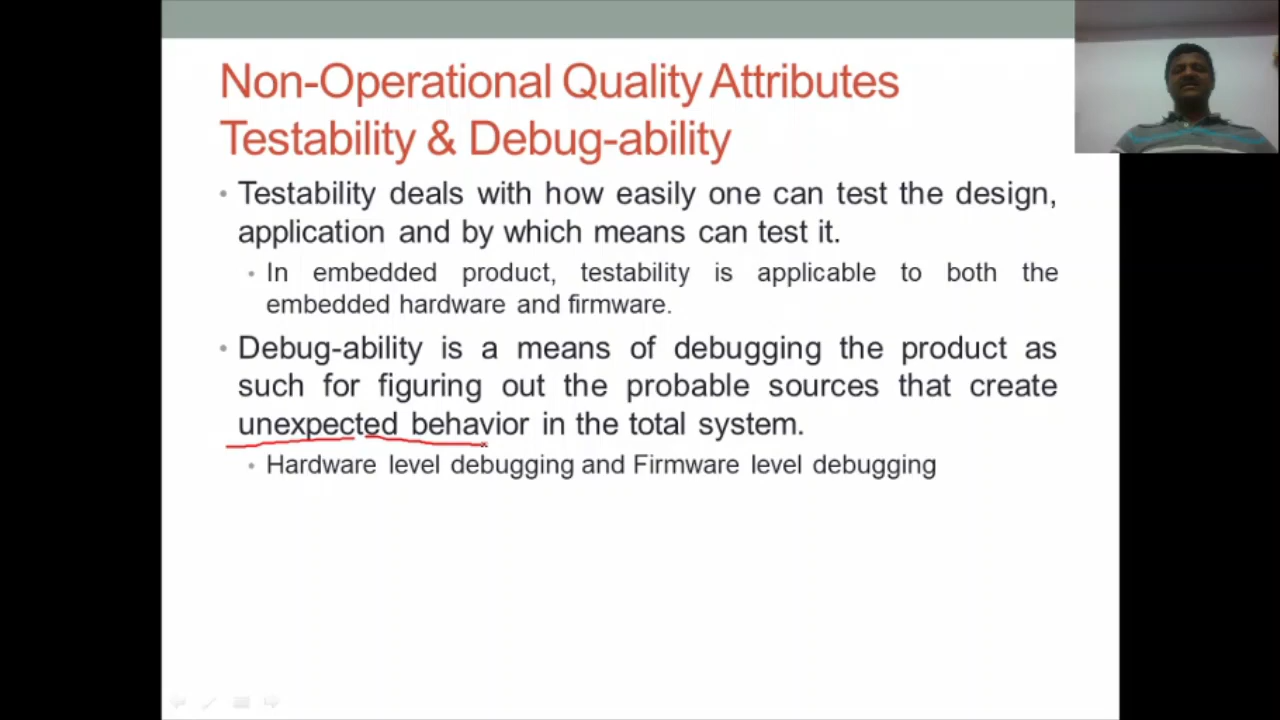 Non-Operational Quality Attributes
Testability & Debug-ability
• Testability deals with how easily one can test the design,
application and by which means can test it.
• In embedded product, testability is applicable to both the
embedded hardware and firmware.
• Debug-ability is a means of debugging the product as
such for figuring out the probable sources that create
unexpected behavior in the total system.
• Hardware level debugging and Firmware level debugging